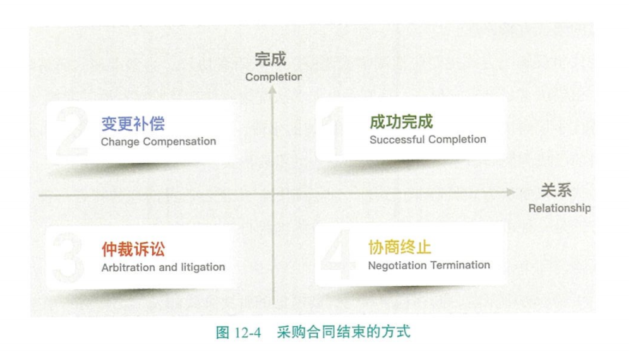 完成
Completior
2
变更补偿
Change Compensation
1
成功完成
Successful Completion
关系
Relationship
3
仲裁诉讼
Arbitration and litigation
4
协商终止
Negotiation Termination
图 12-4 采购合同结束的方式